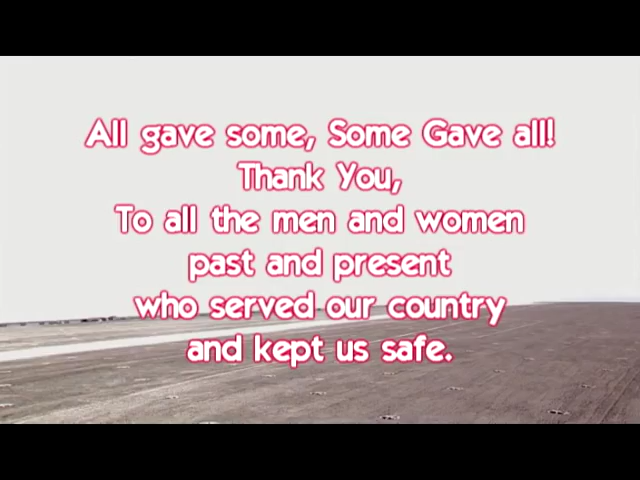 All gave some, Some Gave all!
Thank You,
To all the men and women
past and present
who served our country
and kept us safe.